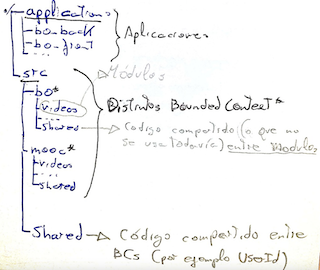 applications
bo-back
bo-front
...
Aplicaciones
src
Módulos
bo*
videos
...
shared
Distintos Bounded Context*
Código compartido (o que no
se usa todavía) entre Módulos
mooc*
videos
...
shared
Shared → Código compartido entre
BCs (por ejemplo UserId)